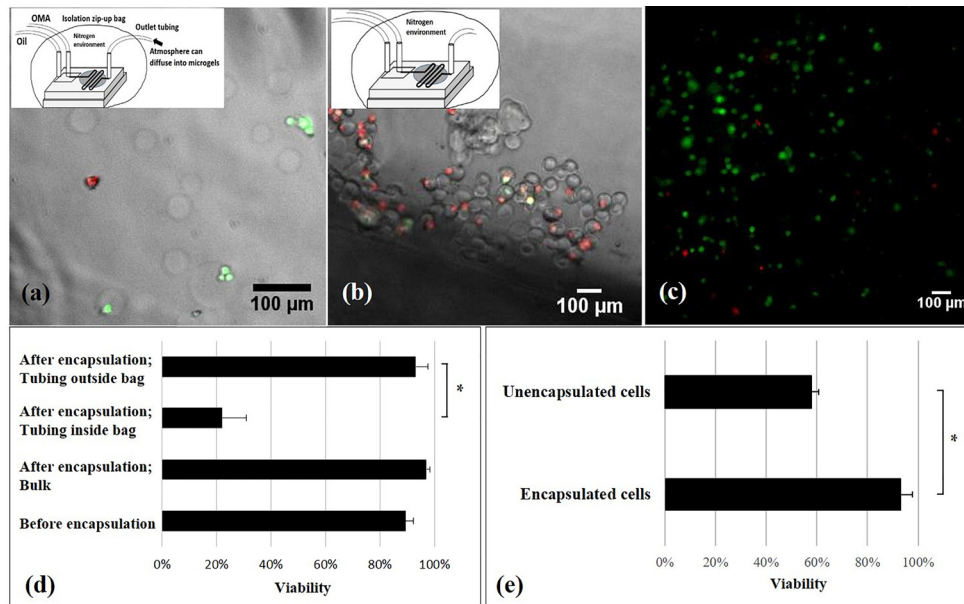 OMA
Isolation zip-up bag
Outlet tubing
Oil
Nitrogen
environment
Atmosphere can
diffuse into microgels
(a)
100 µm
Nitrogen
environment
(b)
100 µm
(c)
100 µm
After encapsulation;
Tubing outside bag
After encapsulation;
Tubing inside bag
After encapsulation;
Bulk
Before encapsulation
*
0% 20% 40% 60% 80% 100%
Viability
(d)
Unencapsulated cells
Encapsulated cells
*
0% 20% 40% 60% 80% 100%
Viability
(e)